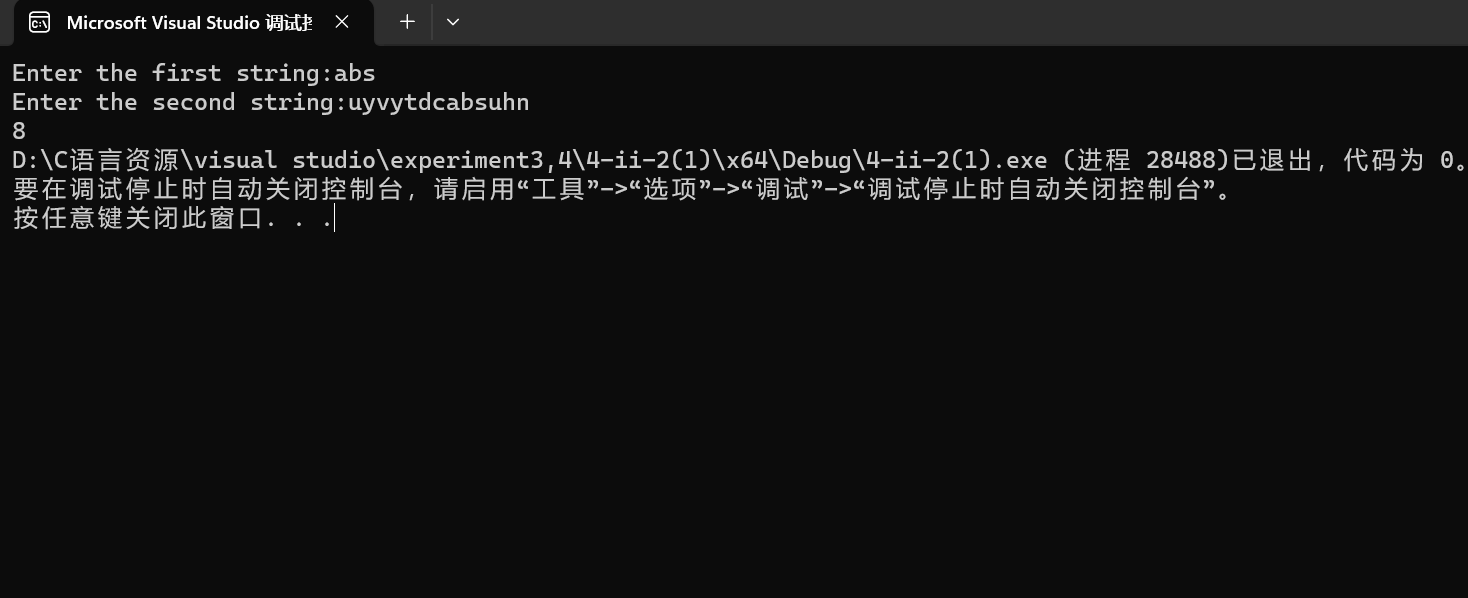 Microsoft Visual Studio 调试
Enter the first string:abs
Enter the second string:uyvytdcabsuhn
8
D:\C语言资源\visual studio\experiment3,4\4-ii-2(1)\x64\Debug\4-ii-2(1).exe (进程 28488)已退出，代码为 0。
要在调试停止时自动关闭控制台，请启用“工具”->“选项”->“调试”->“调试停止时自动关闭控制台”。
按任意键关闭此窗口. . .